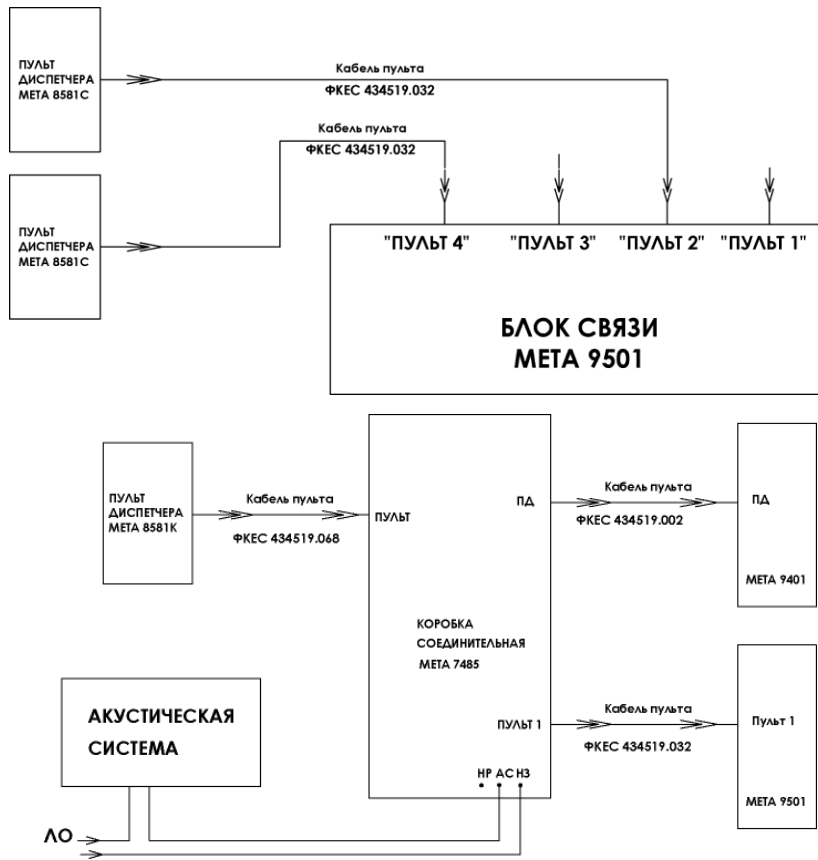 ПУЛЬТ
ДИСПЕТЧЕРА
МЕТА 8581С
Кабель пульта
ФКЕС 434519.032
Кабель пульта
ФКЕС 434519.032
ПУЛЬТ
ДИСПЕТЧЕРА
МЕТА 8581С
"ПУЛЬТ 4" "ПУЛЬТ 3" "ПУЛЬТ 2" "ПУЛЬТ 1"
БЛОК СВЯЗИ
МЕТА 9501
ПУЛЬТ
ДИСПЕТЧЕРА
МЕТА 8581К
Кабель пульта
ФКЕС 434519.068
ПУЛЬТ
ПД
Кабель пульта
ФКЕС 434519.002
ПД
МЕТА 9401
КОРОБКА
СОЕДИНИТЕЛЬНАЯ
МЕТА 7485
ПУЛЬТ 1
Кабель пульта
ФКЕС 434519.032
Пульт 1
МЕТА 9501
НР АС НЗ
АКУСТИЧЕСКАЯ
СИСТЕМА
ЛО